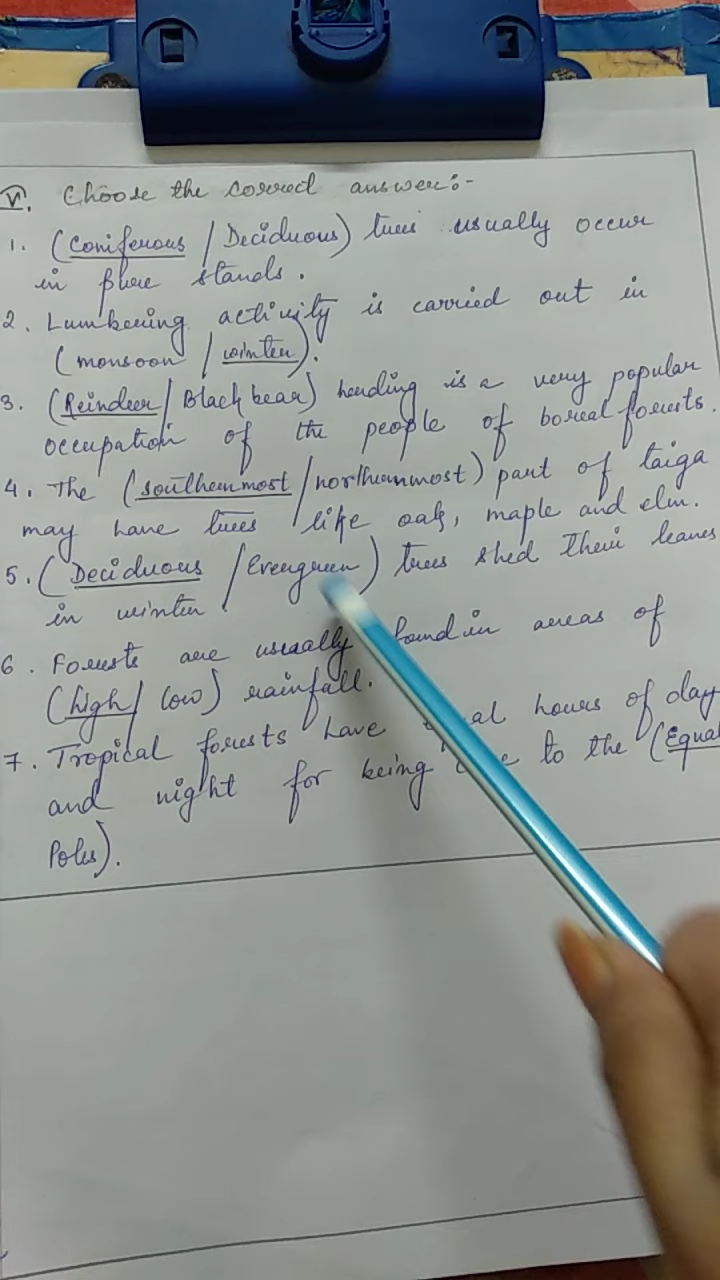 V. Choose the correct answer:-
1. (Coniferous / Deciduous) trees usually occur
in pure stands.
2. Lumbering activity is carried out in
(monsoon / winter).
3. (Reindeer / Black bear) herding is a very popular
occupation of the people of boreal forests.
4. The (southernmost / northernmost) part of taiga
may have trees like oak, maple and elm.
5. (Deciduous / Evergreen) trees shed their leaves
in winter.
6. Forests are usually found in areas of
(high / low) rainfall.
7. Tropical forests have hours of day
and night for being to the (Equa
Poles).